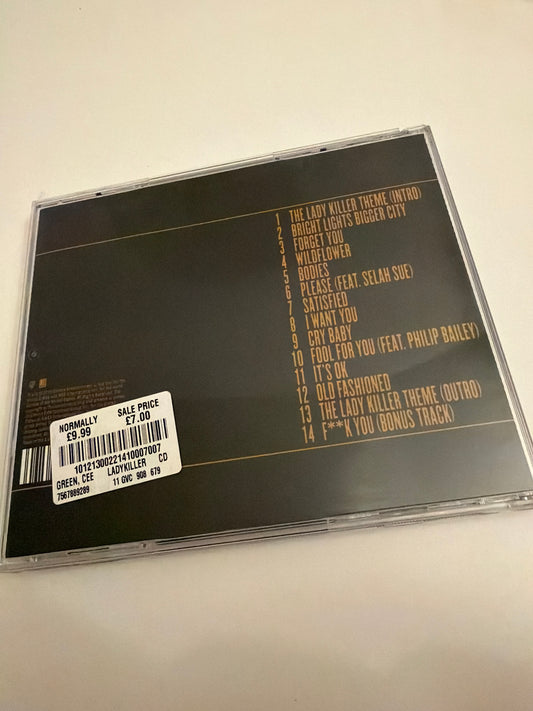 1 THE LADY KILLER THEME (INTRO)
2 BRIGHT LIGHTS BIGGER CITY
3 FORGET YOU
4 WILDFLOWER
5 BODIES
6 PLEASE (FEAT. SELAH SUE)
7 SATISFIED
8 I WANT YOU
9 CRY BABY
10 FOOL FOR YOU (FEAT. PHILIP BAILEY)
11 IT'S OK
12 OLD FASHIONED
13 THE LADY KILLER THEME (OUTRO)
14 F**K YOU (BONUS TRACK)
NORMALLY SALE PRICE
£9.99 £7.00
10121300221410007007
GREEN, CEE LADYKILLER CD
7567889289 11 GVC 908 679